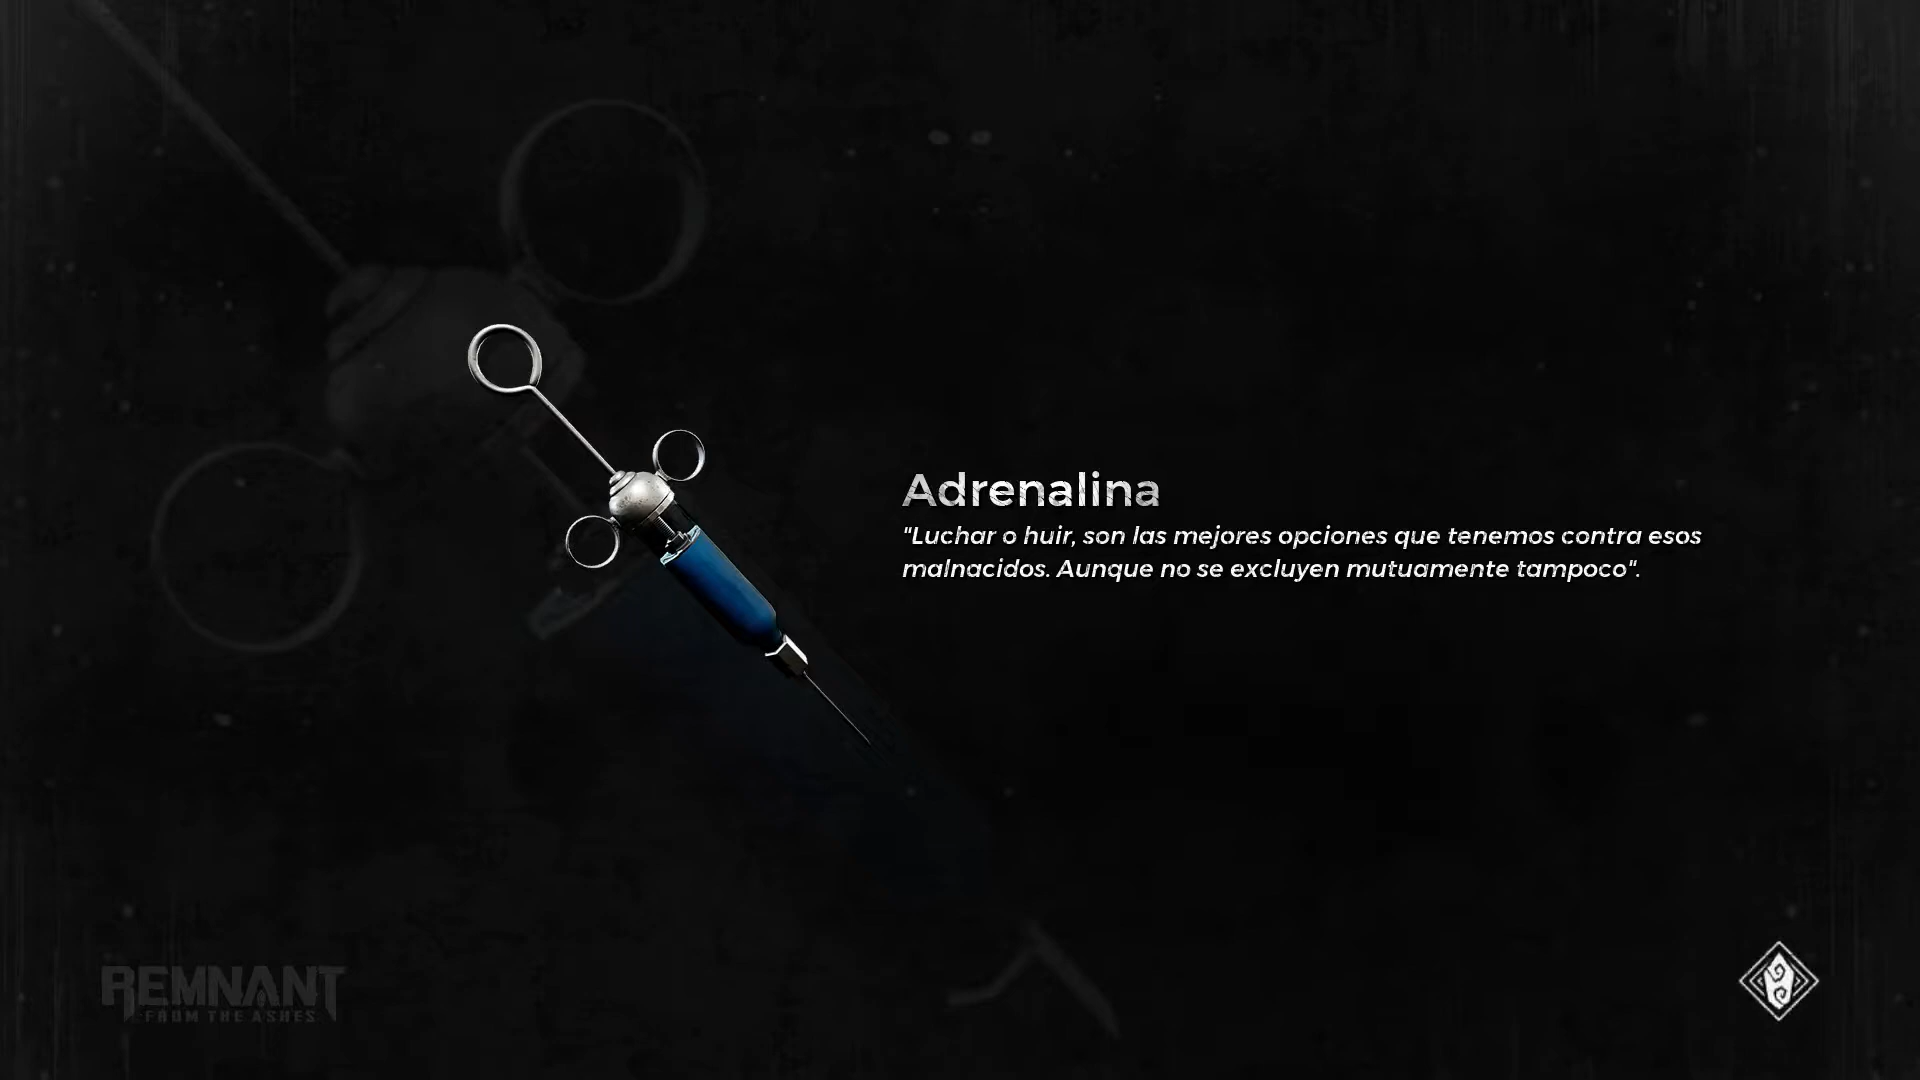 Adrenalina
"Luchar o huir, son las mejores opciones que tenemos contra esos
malnacidos. Aunque no se excluyen mutuamente tampoco".
REMNANT
FROM THE ASHES